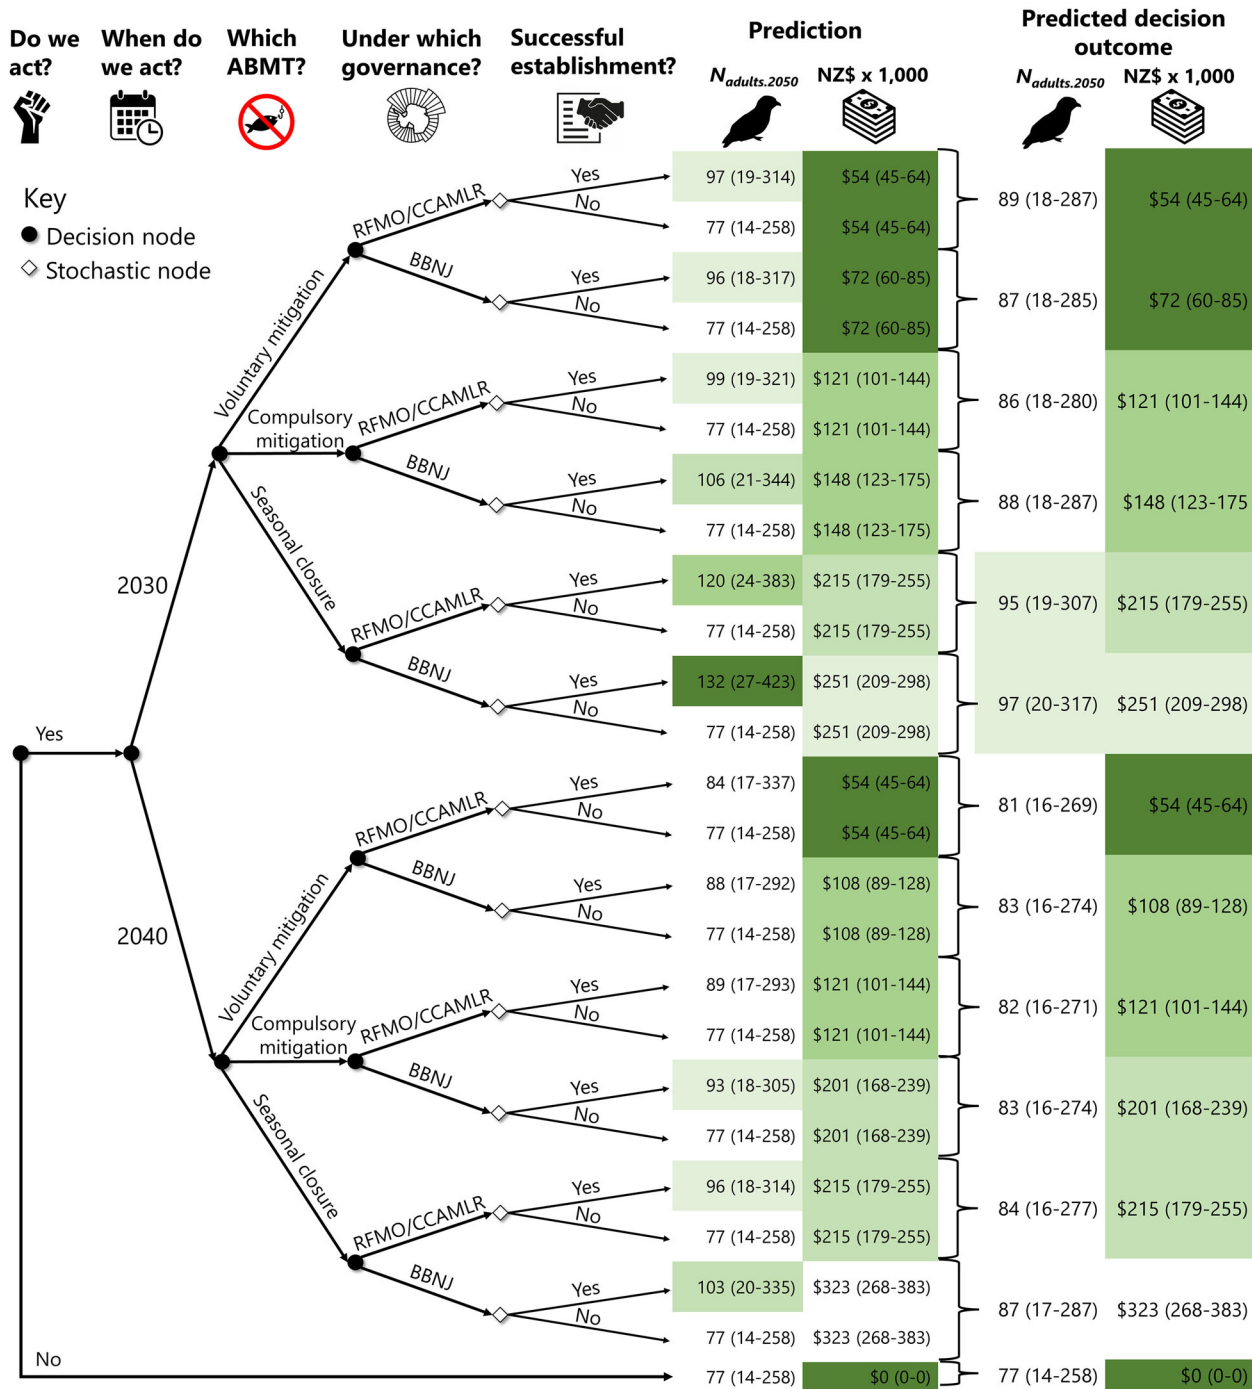 Do we act?
When do we act?
Which ABMT?
Under which governance?
Successful establishment?
Prediction
Predicted decision outcome
N adults.2050
NZ$ x 1,000
N adults.2050
NZ$ x 1,000
Key
Decision node
Stochastic node
Yes
No
2030
2040
Voluntary mitigation
Compulsory mitigation
Seasonal closure
Voluntary mitigation
Compulsory mitigation
Seasonal closure
RFMO/CCAMLR
Yes 97 (19-314) $54 (45-64)
No 77 (14-258) $54 (45-64)
89 (18-287) $54 (45-64)
BBNJ
Yes 96 (18-317) $72 (60-85)
No 77 (14-258) $72 (60-85)
87 (18-285) $72 (60-85)
RFMO/CCAMLR
Yes 99 (19-321) $121 (101-144)
No 77 (14-258) $121 (101-144)
86 (18-280) $121 (101-144)
BBNJ
Yes 106 (21-344) $148 (123-175)
No 77 (14-258) $148 (123-175)
88 (18-287) $148 (123-175
RFMO/CCAMLR
Yes 120 (24-383) $215 (179-255)
No 77 (14-258) $215 (179-255)
95 (19-307) $215 (179-255)
BBNJ
Yes 132 (27-423) $251 (209-298)
No 77 (14-258) $251 (209-298)
97 (20-317) $251 (209-298)
RFMO/CCAMLR
Yes 84 (17-337) $54 (45-64)
No 77 (14-258) $54 (45-64)
81 (16-269) $54 (45-64)
BBNJ
Yes 88 (17-292) $108 (89-128)
No 77 (14-258) $108 (89-128)
83 (16-274) $108 (89-128)
RFMO/CCAMLR
Yes 89 (17-293) $121 (101-144)
No 77 (14-258) $121 (101-144)
82 (16-271) $121 (101-144)
BBNJ
Yes 93 (18-305) $201 (168-239)
No 77 (14-258) $201 (168-239)
83 (16-274) $201 (168-239)
RFMO/CCAMLR
Yes 96 (18-314) $215 (179-255)
No 77 (14-258) $215 (179-255)
84 (16-277) $215 (179-255)
BBNJ
Yes 103 (20-335) $323 (268-383)
No 77 (14-258) $323 (268-383)
87 (17-287) $323 (268-383)
77 (14-258) $0 (0-0)
77 (14-258) $0 (0-0)